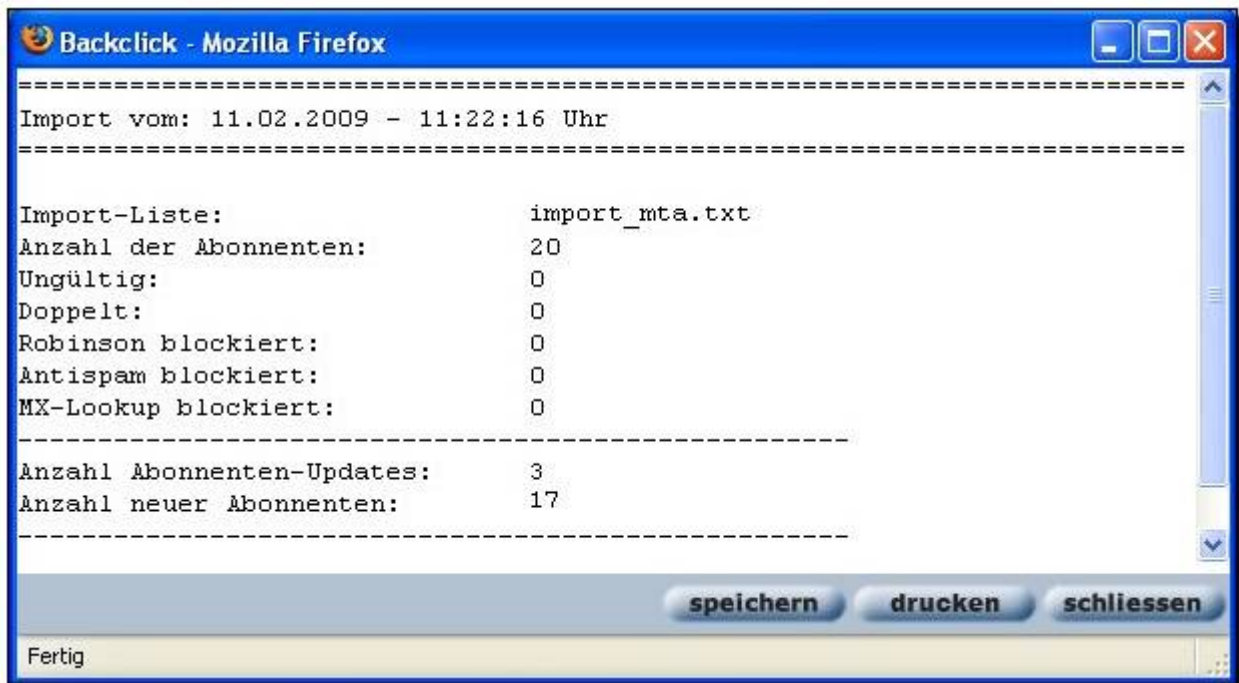 Backclick - Mozilla Firefox
=========================================================================
Import vom: 11.02.2009 - 11:22:16 Uhr
=========================================================================
Import-Liste: import_mta.txt
Anzahl der Abonnenten: 20
Ungültig: 0
Doppelt: 0
Robinson blockiert: 0
Antispam blockiert: 0
MX-Lookup blockiert: 0
----------------------------------------------------
Anzahl Abonnenten-Updates: 3
Anzahl neuer Abonnenten: 17
----------------------------------------------------
speichern drucken schliessen
Fertig